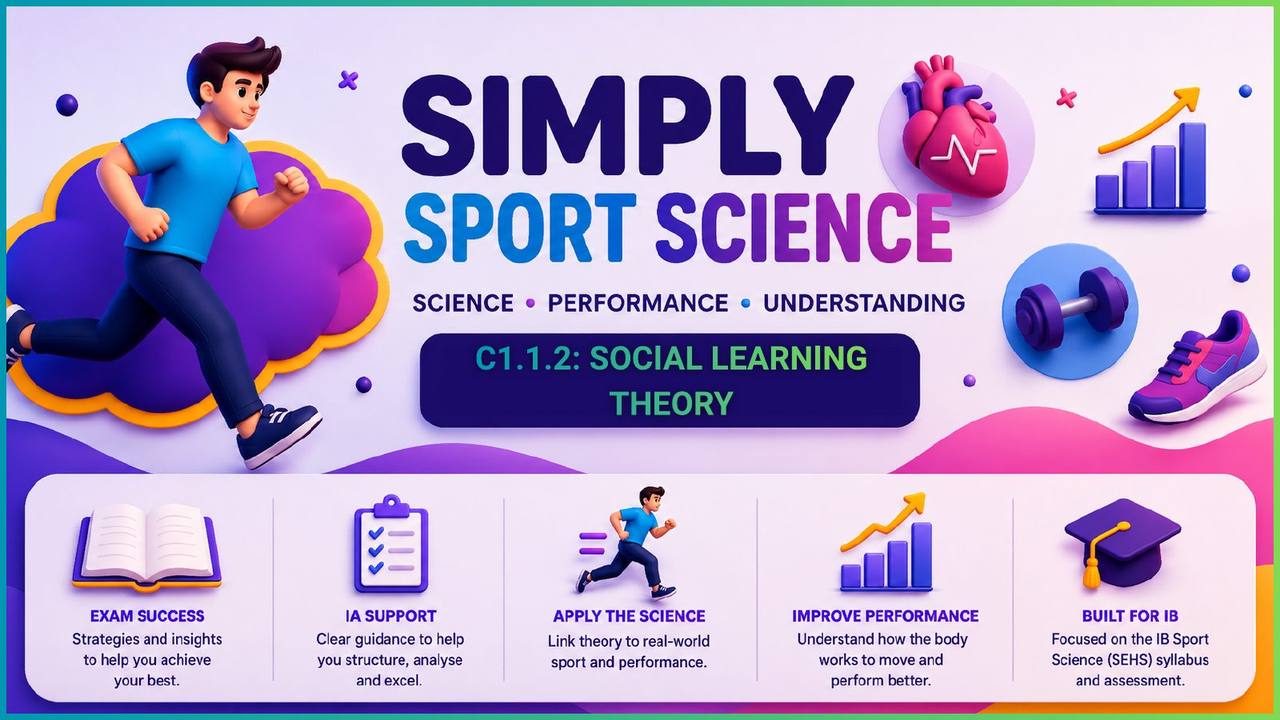 SIMPLY
SPORT SCIENCE
SCIENCE • PERFORMANCE • UNDERSTANDING
C1.1.2: SOCIAL LEARNING
THEORY
EXAM SUCCESS
Strategies and insights
to help you achieve
your best.
IA SUPPORT
Clear guidance to help
you structure, analyse
and excel.
APPLY THE SCIENCE
Link theory to real-world
sport and performance.
IMPROVE PERFORMANCE
Understand how the body
works to move and
perform better.
BUILT FOR IB
Focused on the IB Sport
Science (SEHS) syllabus
and assessment.